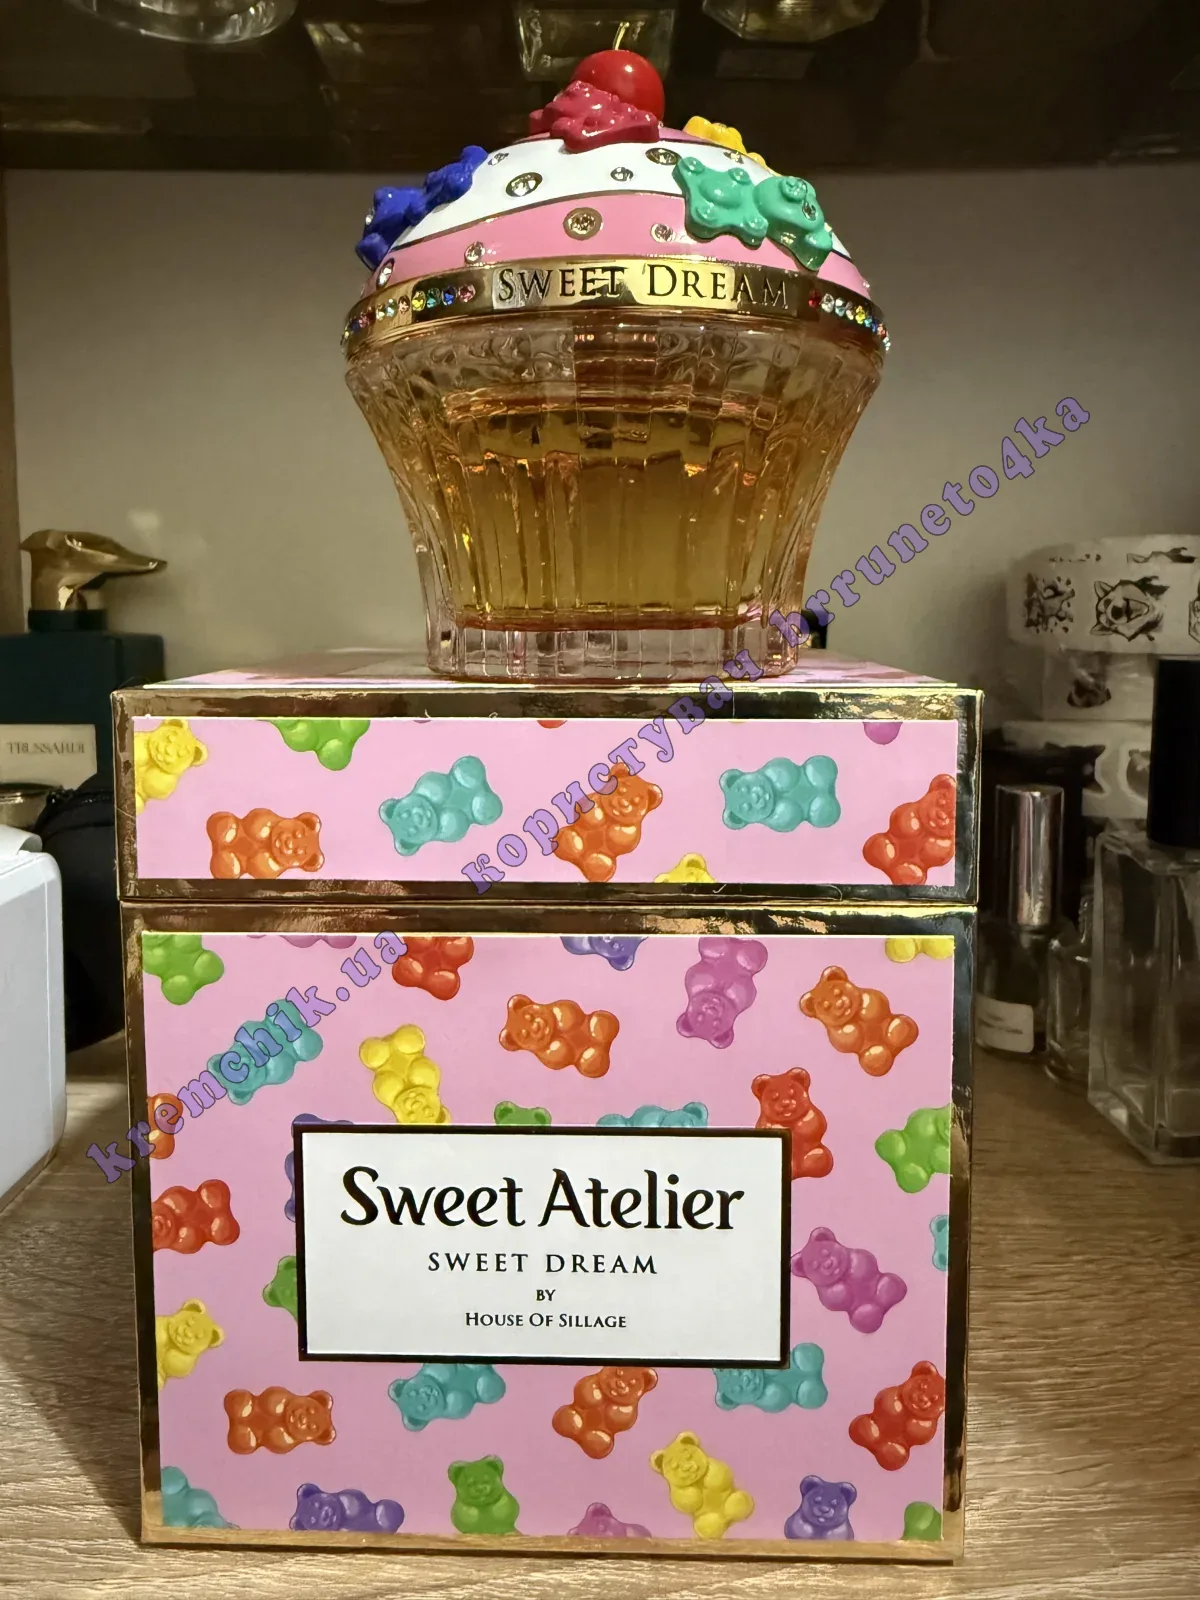 SWEET DREAM
TRUSSARDI
Sweet Atelier
SWEET DREAM
BY
HOUSE OF SILLAGE
kremchik.ua користувач brruneto4ka